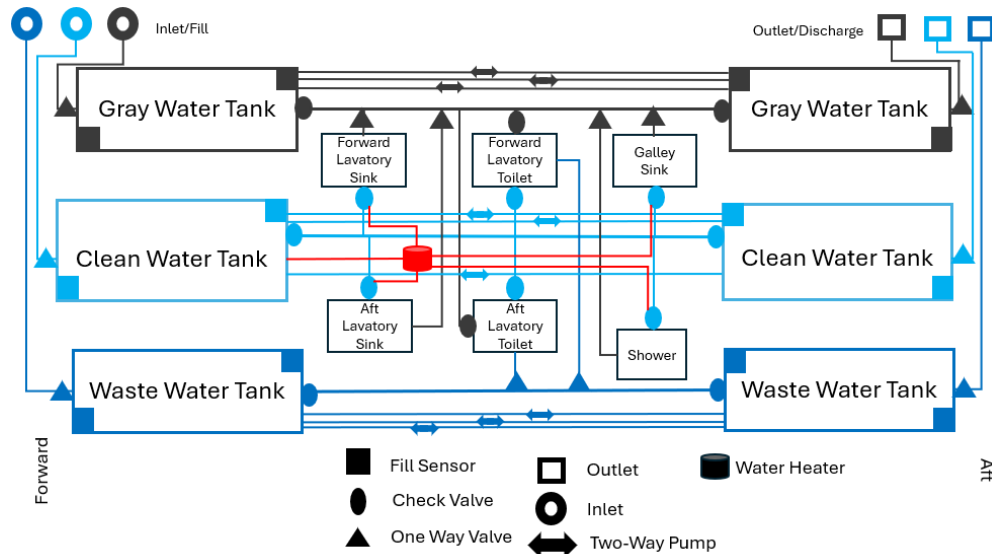 Inlet/Fill
Outlet/Discharge
Gray Water Tank
Gray Water Tank
Forward
Lavatory
Sink
Forward
Lavatory
Toilet
Galley
Sink
Clean Water Tank
Clean Water Tank
Aft
Lavatory
Sink
Aft
Lavatory
Toilet
Shower
Waste Water Tank
Waste Water Tank
Forward
Aft
Fill Sensor
Outlet
Water Heater
Check Valve
Inlet
One Way Valve
Two-Way Pump